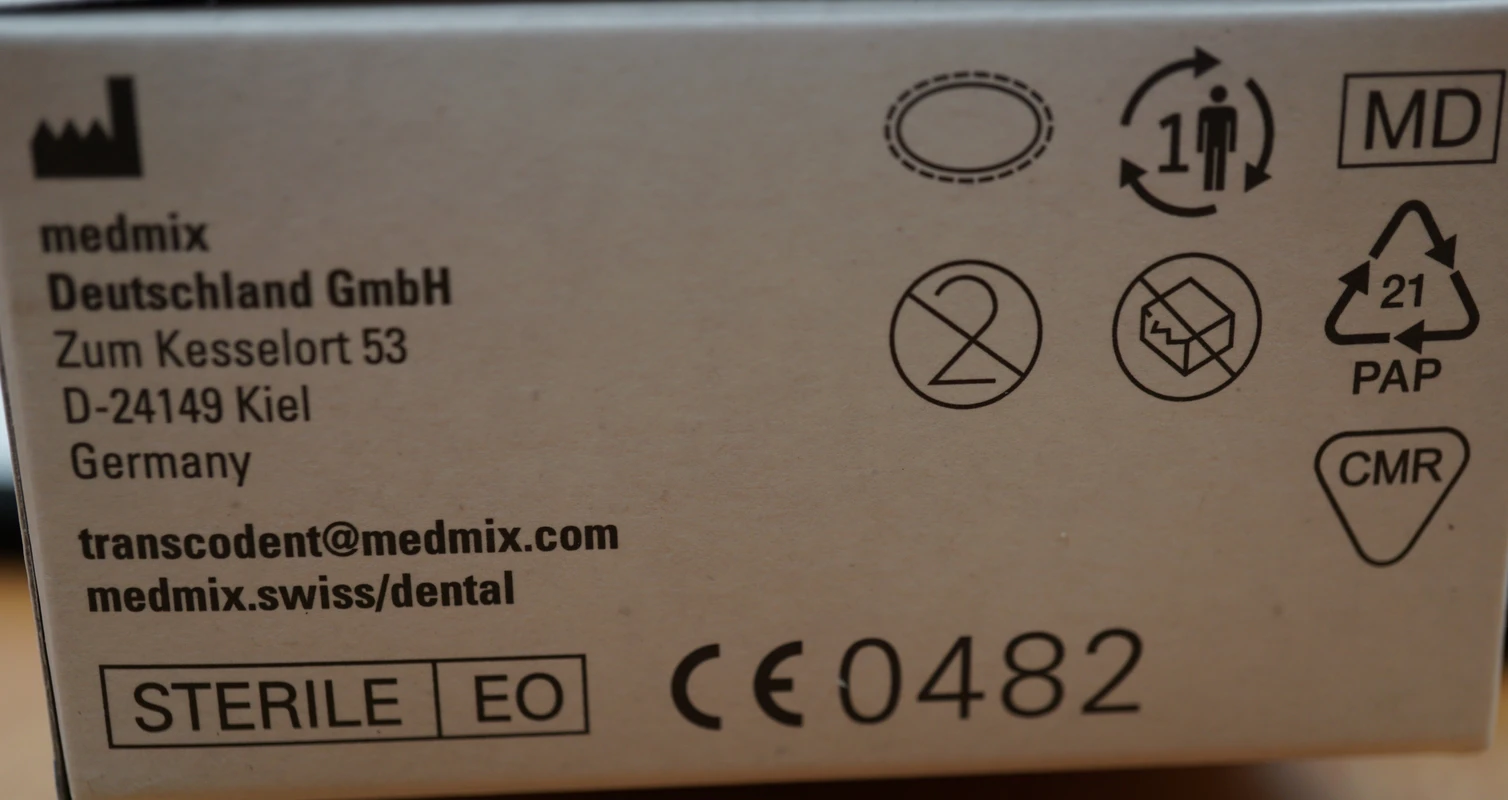 medmix
Deutschland GmbH
Zum Kesselort 53
D-24149 Kiel
Germany
transcodent@medmix.com
medmix.swiss/dental
STERILE EO
CE 0482
1
MD
2
21
PAP
CMR